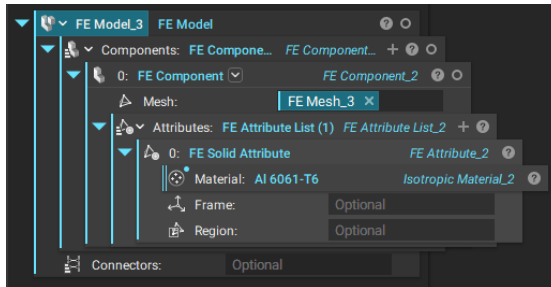 FE Model_3 FE Model
Components: FE Compone... FE Component... +
0: FE Component FE Component_2
Mesh: FE Mesh_3 ×
Attributes: FE Attribute List (1) FE Attribute List_2 +
0: FE Solid Attribute FE Attribute_2
Material: Al 6061-T6 Isotropic Material_2
Frame: Optional
Region: Optional
Connectors: Optional